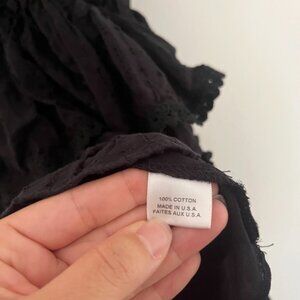 100% COTTON
MADE IN U.S.A.
FAITES AUX U.S.A.